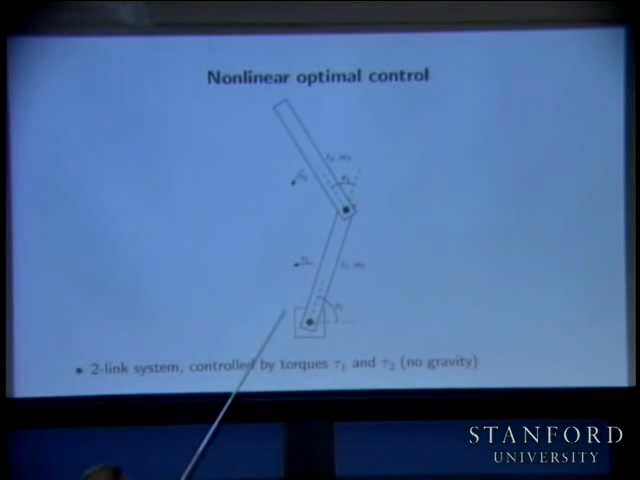 Nonlinear optimal control
• 2-link system, controlled by torques τ₁ and τ₂ (no gravity)
STANFORD
UNIVERSITY